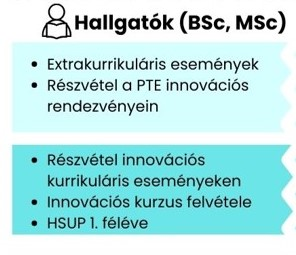 Hallgatók (BSc, MSc)
• Extrakurrikuláris események
• Részvétel a PTE innovációs
rendezvényein
• Részvétel innovációs
kurrikuláris eseményeken
• Innovációs kurzus felvétele
• HSUP 1. féléve